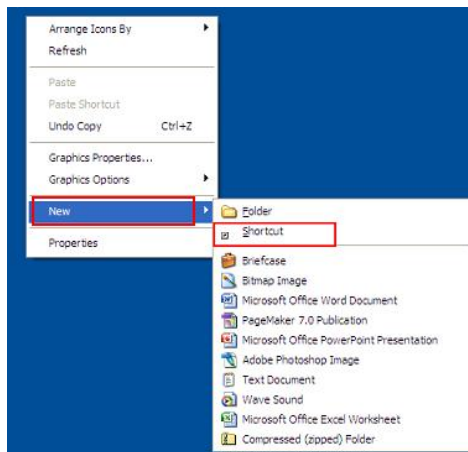 Arrange Icons By
Refresh
Paste
Paste Shortcut
Undo Copy Ctrl+Z
Graphics Properties...
Graphics Options
New
Properties
Folder
Shortcut
Briefcase
Bitmap Image
Microsoft Office Word Document
PageMaker 7.0 Publication
Microsoft Office PowerPoint Presentation
Adobe Photoshop Image
Text Document
Wave Sound
Microsoft Office Excel Worksheet
Compressed (zipped) Folder